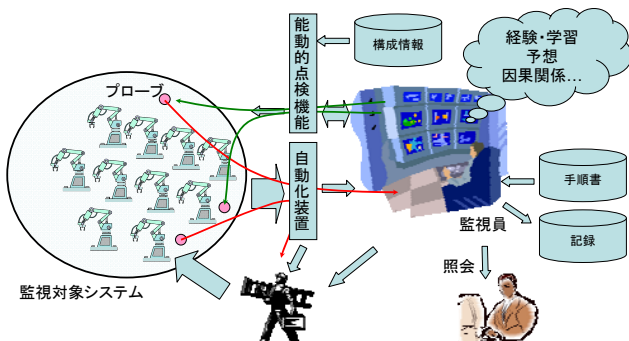 能動的点検機能
構成情報
経験・学習
予想
因果関係…
プローブ
自動化装置
手順書
監視員
記録
照会
監視対象システム